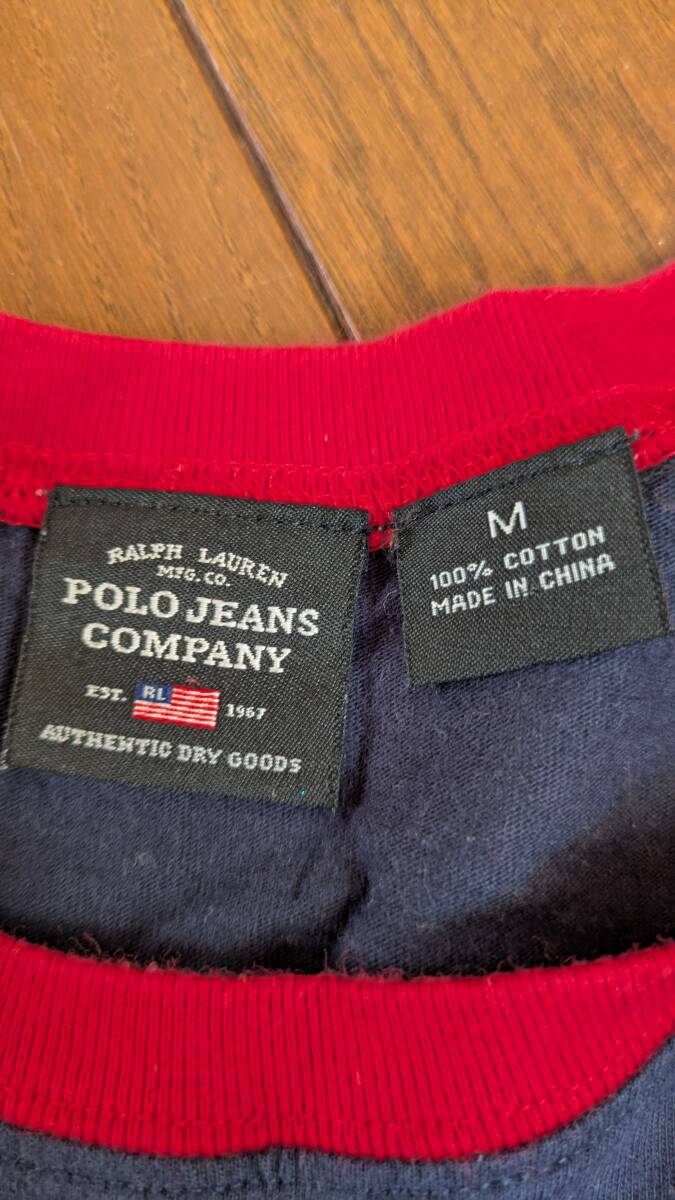 RALPH LAUREN
MFG. CO.
POLO JEANS
COMPANY
EST. RL 1967
AUTHENTIC DRY GOODS
M
100% COTTON
MADE IN CHINA